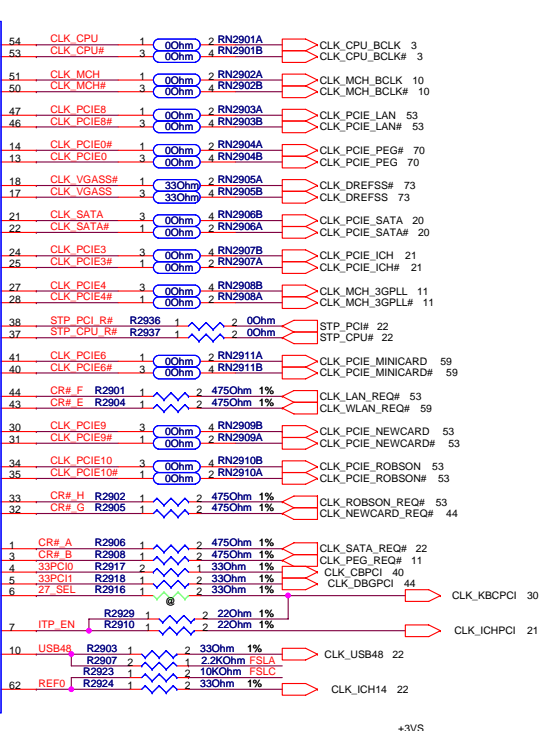 54 CLK_CPU 1 0Ohm 2 RN2901A CLK_CPU_BCLK 3
53 CLK_CPU# 3 0Ohm 4 RN2901B CLK_CPU_BCLK# 3
51 CLK_MCH 1 0Ohm 2 RN2902A CLK_MCH_BCLK 10
50 CLK_MCH# 3 0Ohm 4 RN2902B CLK_MCH_BCLK# 10
47 CLK_PCIE8 1 0Ohm 2 RN2903A CLK_PCIE_LAN 53
46 CLK_PCIE8# 3 0Ohm 4 RN2903B CLK_PCIE_LAN# 53
14 CLK_PCIE0# 1 0Ohm 2 RN2904A CLK_PCIE_PEG# 70
13 CLK_PCIE0 3 0Ohm 4 RN2904B CLK_PCIE_PEG 70
18 CLK_VGASS# 1 33Ohm 2 RN2905A CLK_DREFSS# 73
17 CLK_VGASS 3 33Ohm 4 RN2905B CLK_DREFSS 73
21 CLK_SATA 3 0Ohm 4 RN2906B CLK_PCIE_SATA 20
22 CLK_SATA# 1 0Ohm 2 RN2906A CLK_PCIE_SATA# 20
24 CLK_PCIE3 3 0Ohm 4 RN2907B CLK_PCIE_ICH 21
25 CLK_PCIE3# 1 0Ohm 2 RN2907A CLK_PCIE_ICH# 21
27 CLK_PCIE4 3 0Ohm 4 RN2908B CLK_MCH_3GPLL 11
28 CLK_PCIE4# 1 0Ohm 2 RN2908A CLK_MCH_3GPLL# 11
38 STP_PCI_R# R2936 1 2 0Ohm STP_PCI# 22
37 STP_CPU_R# R2937 1 2 0Ohm STP_CPU# 22
41 CLK_PCIE6 1 0Ohm 2 RN2911A CLK_PCIE_MINICARD 59
40 CLK_PCIE6# 3 0Ohm 4 RN2911B CLK_PCIE_MINICARD# 59
44 CR#_F R2901 1 2 475Ohm 1% CLK_LAN_REQ# 53
43 CR#_E R2904 1 2 475Ohm 1% CLK_WLAN_REQ# 59
30 CLK_PCIE9 3 0Ohm 4 RN2909B CLK_PCIE_NEWCARD 53
31 CLK_PCIE9# 1 0Ohm 2 RN2909A CLK_PCIE_NEWCARD# 53
34 CLK_PCIE10 3 0Ohm 4 RN2910B CLK_PCIE_ROBSON 53
35 CLK_PCIE10# 1 0Ohm 2 RN2910A CLK_PCIE_ROBSON# 53
33 CR#_H R2902 1 2 475Ohm 1% CLK_ROBSON_REQ# 53
32 CR#_G R2905 1 2 475Ohm 1% CLK_NEWCARD_REQ# 44
1 CR#_A R2906 1 2 475Ohm 1% CLK_SATA_REQ# 22
3 CR#_B R2908 1 2 475Ohm 1% CLK_PEG_REQ# 11
4 33PCI0 R2917 2 1 33Ohm 1% CLK_CBPCI 40
5 33PCI1 R2918 1 2 33Ohm 1% CLK_DBGPCI 44
6 27_SEL R2916 1 2 33Ohm 1% CLK_KBCPCI 30
@
R2929 1 2 22Ohm 1%
7 ITP_EN R2910 1 2 22Ohm 1% CLK_ICHPCI 21
10 USB48 R2903 1 2 33Ohm 1% CLK_USB48 22
R2907 2 1 2.2KOhm FSLA
R2923 1 2 10KOhm FSLC
62 REF0 R2924 1 2 33Ohm 1% CLK_ICH14 22
+3VS